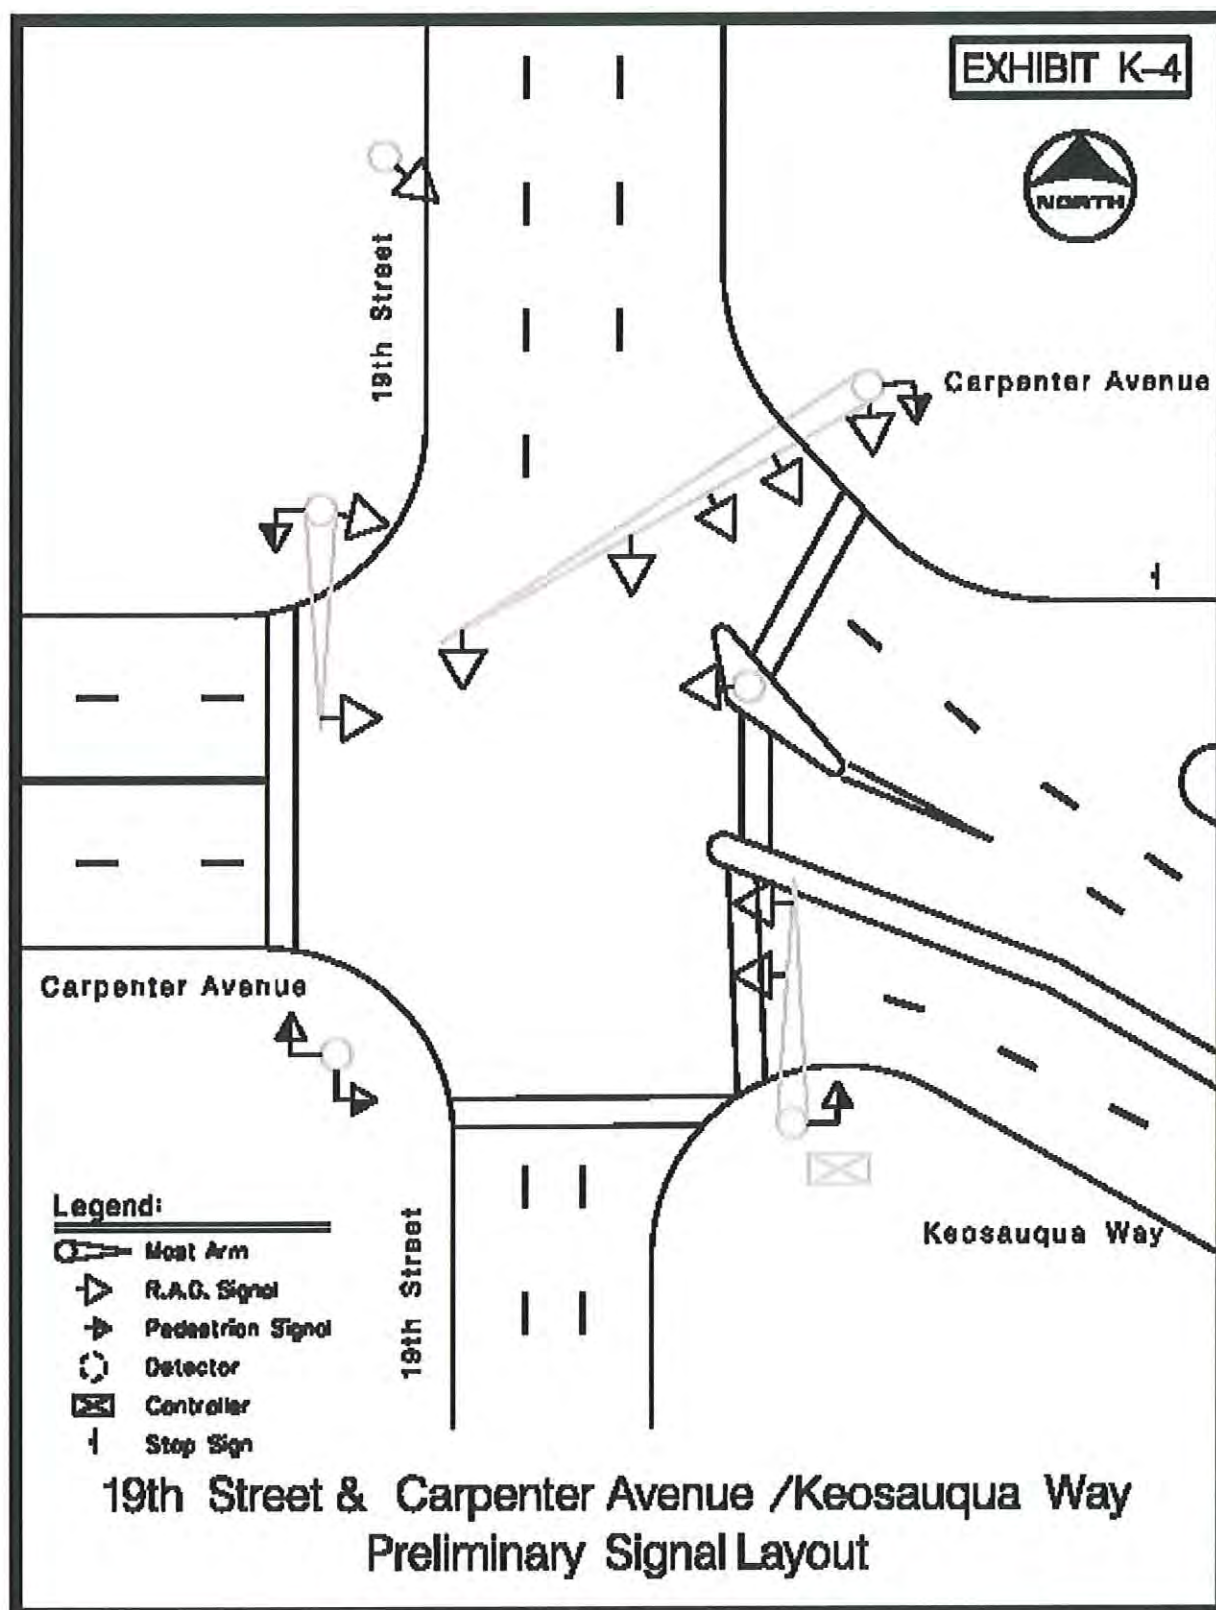 EXHIBIT K-4
NORTH
19th Street
Carpenter Avenue
Carpenter Avenue
Keosauqua Way
19th Street
Legend:
Mast Arm
R.A.G. Signal
Pedestrian Signal
Detector
Controller
Stop Sign
19th Street & Carpenter Avenue /Keosauqua Way
Preliminary Signal Layout